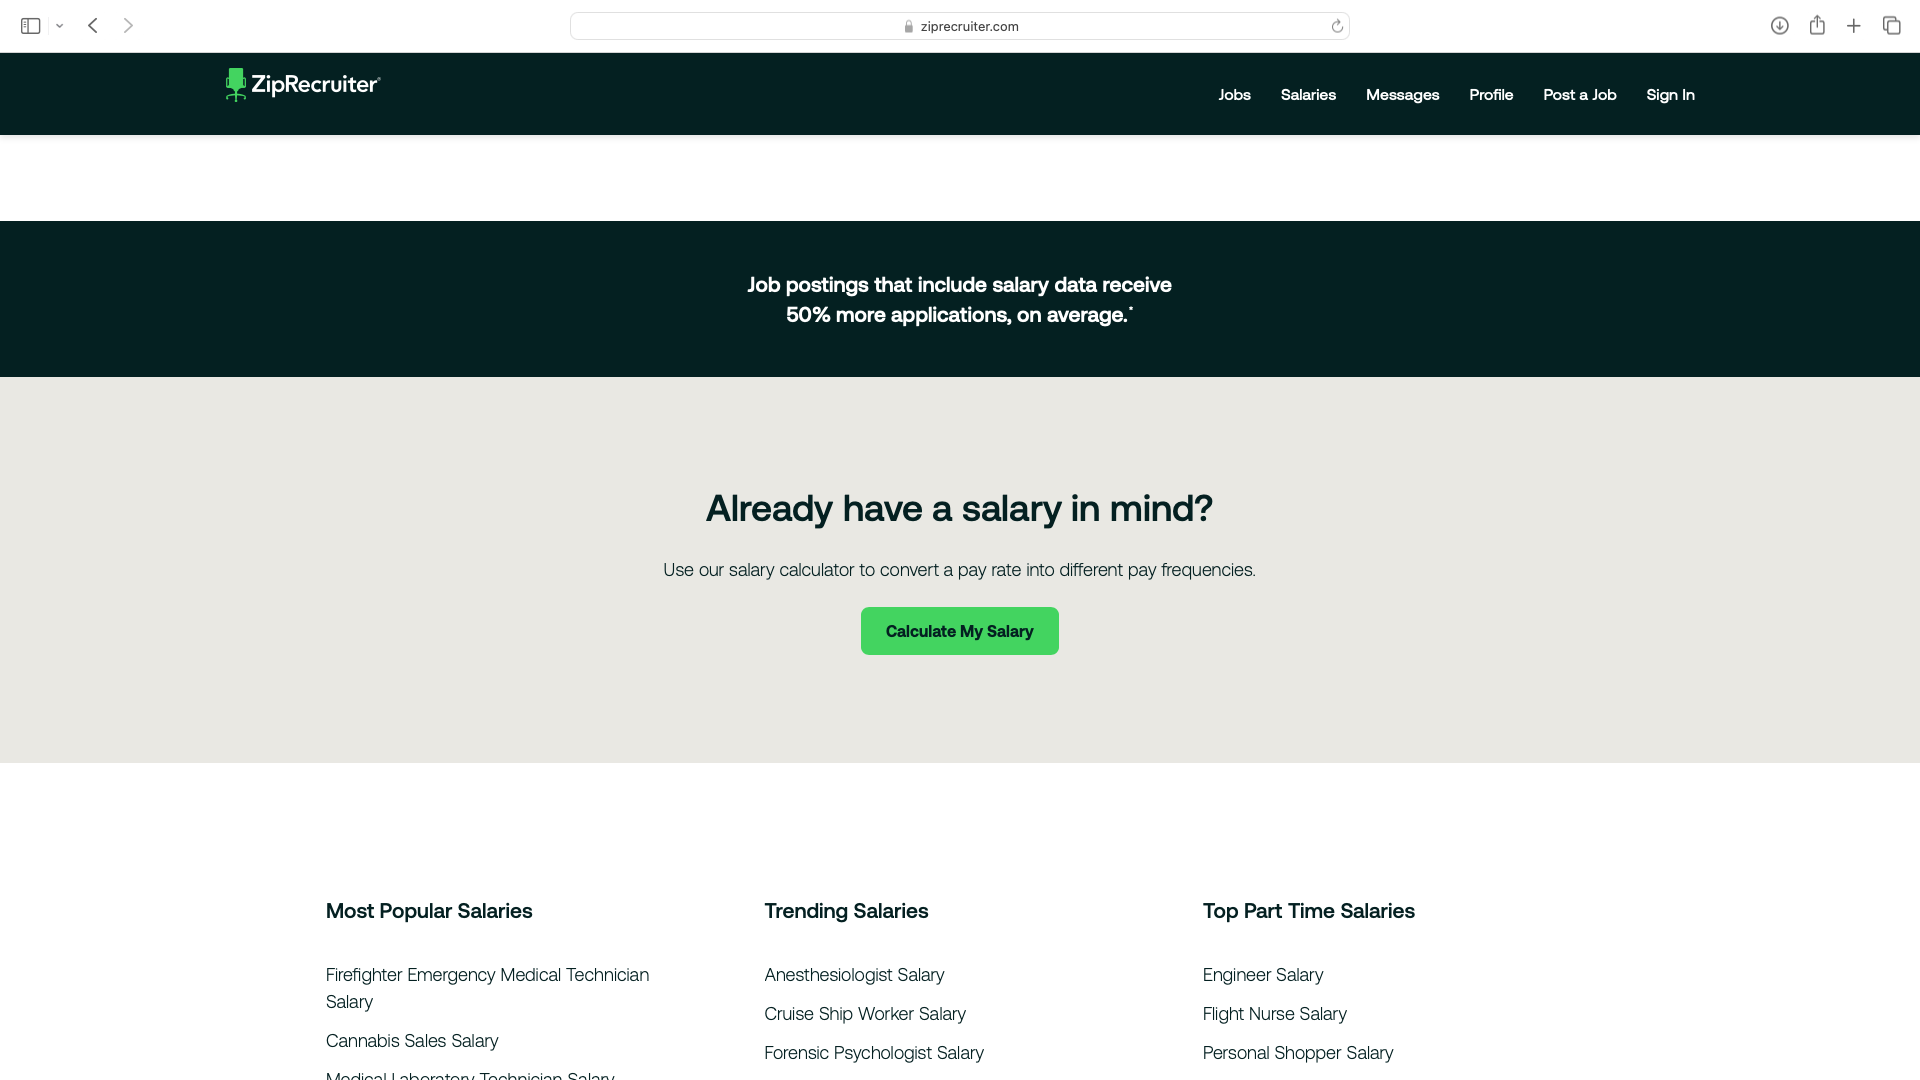 ziprecruiter.com
ZipRecruiter®
Jobs Salaries Messages Profile Post a Job Sign In
Job postings that include salary data receive
50% more applications, on average.*
Already have a salary in mind?
Use our salary calculator to convert a pay rate into different pay frequencies.
Calculate My Salary
Most Popular Salaries
Firefighter Emergency Medical Technician
Salary
Cannabis Sales Salary
Medical Laboratory Technician Salary
Trending Salaries
Anesthesiologist Salary
Cruise Ship Worker Salary
Forensic Psychologist Salary
Top Part Time Salaries
Engineer Salary
Flight Nurse Salary
Personal Shopper Salary